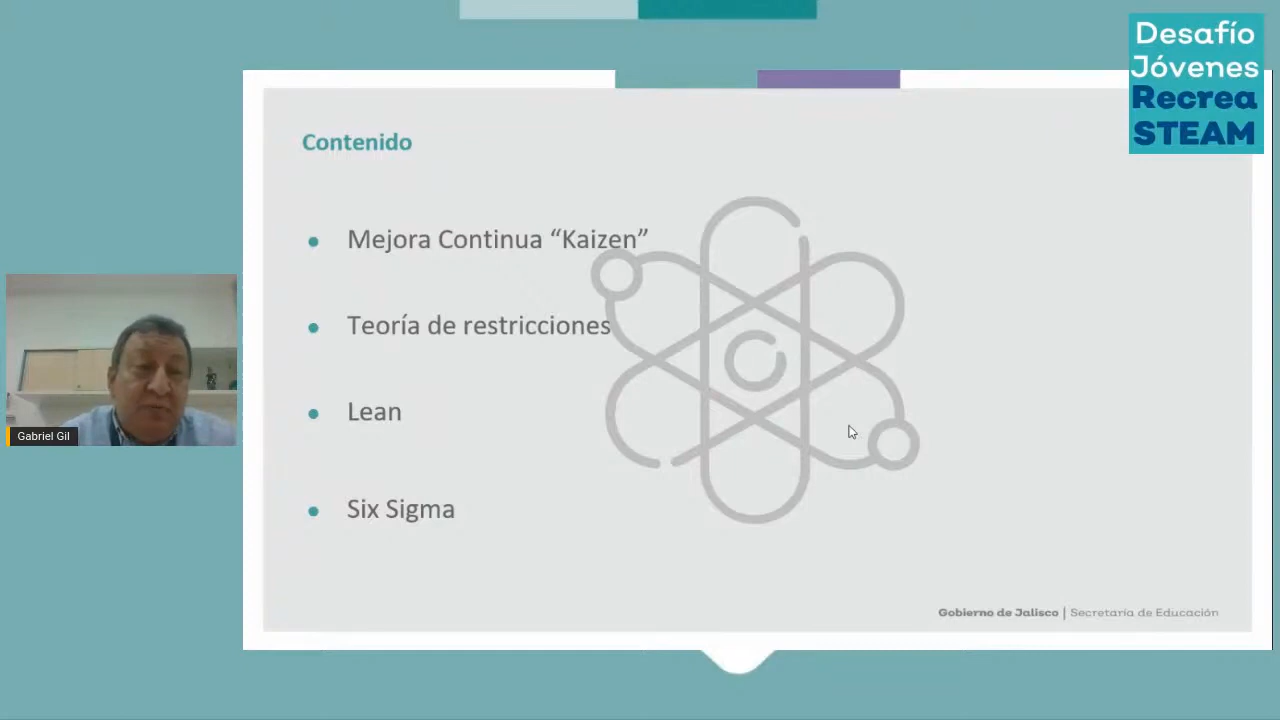 Desafío
Jóvenes
Recrea
STEAM
Contenido
Mejora Continua “Kaizen”
Teoría de restricciones
Lean
Six Sigma
Gabriel Gil
Gobierno de Jalisco | Secretaría de Educación